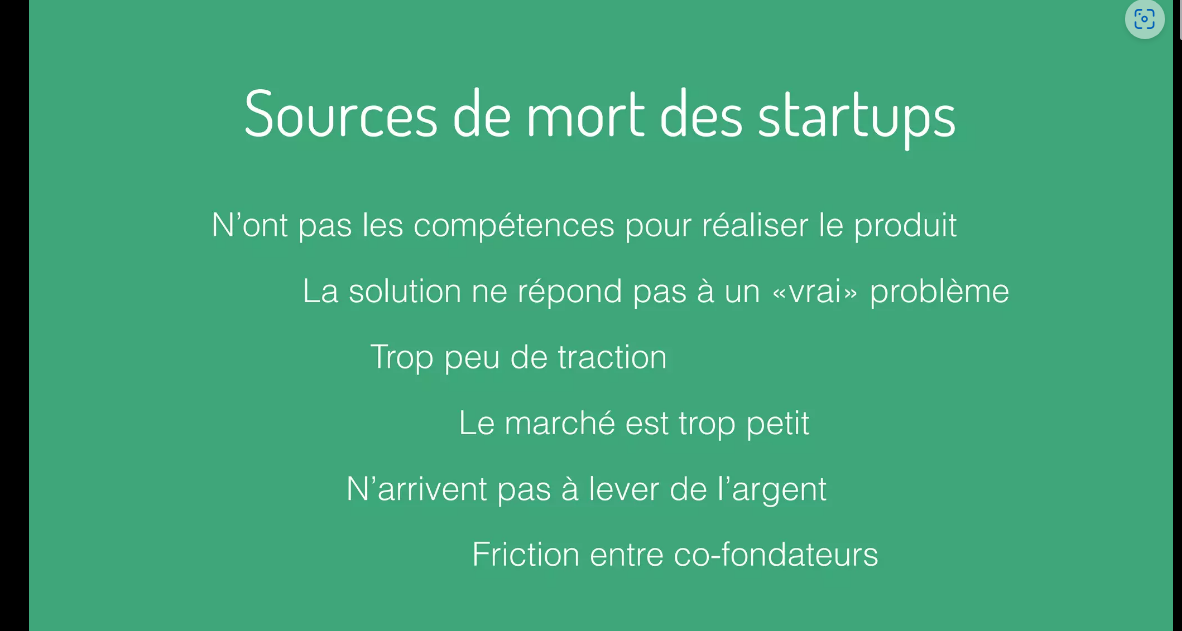 Sources de mort des startups
N’ont pas les compétences pour réaliser le produit
La solution ne répond pas à un «vrai» problème
Trop peu de traction
Le marché est trop petit
N’arrivent pas à lever de l’argent
Friction entre co-fondateurs